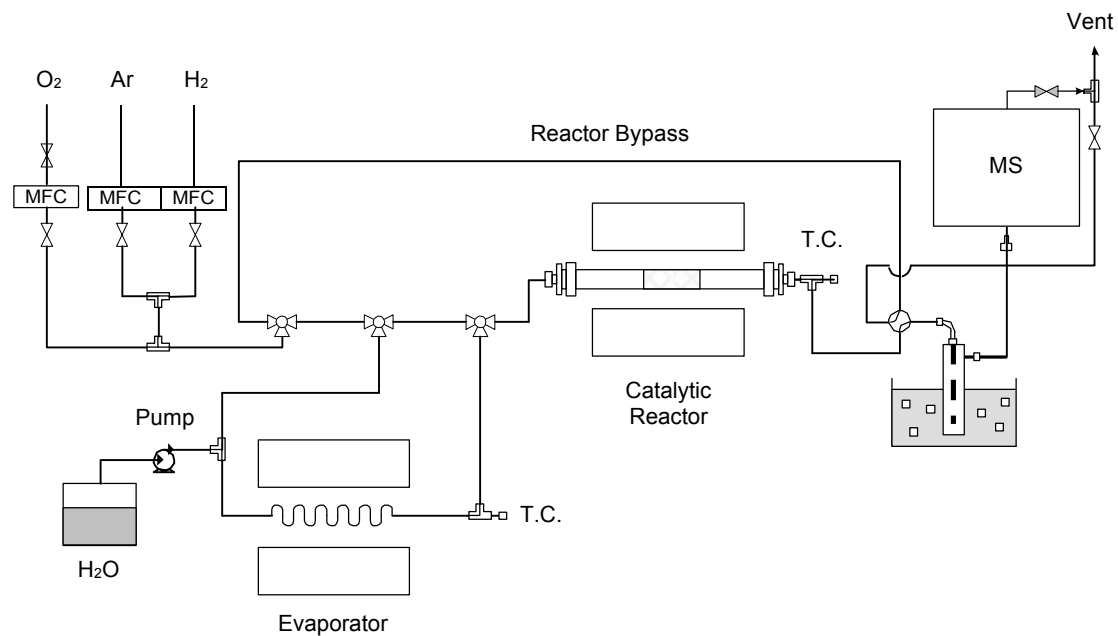 Vent
O₂ Ar H₂
Reactor Bypass
MFC MFC MFC
MS
T.C.
Catalytic
Reactor
Pump
T.C.
H₂O
Evaporator